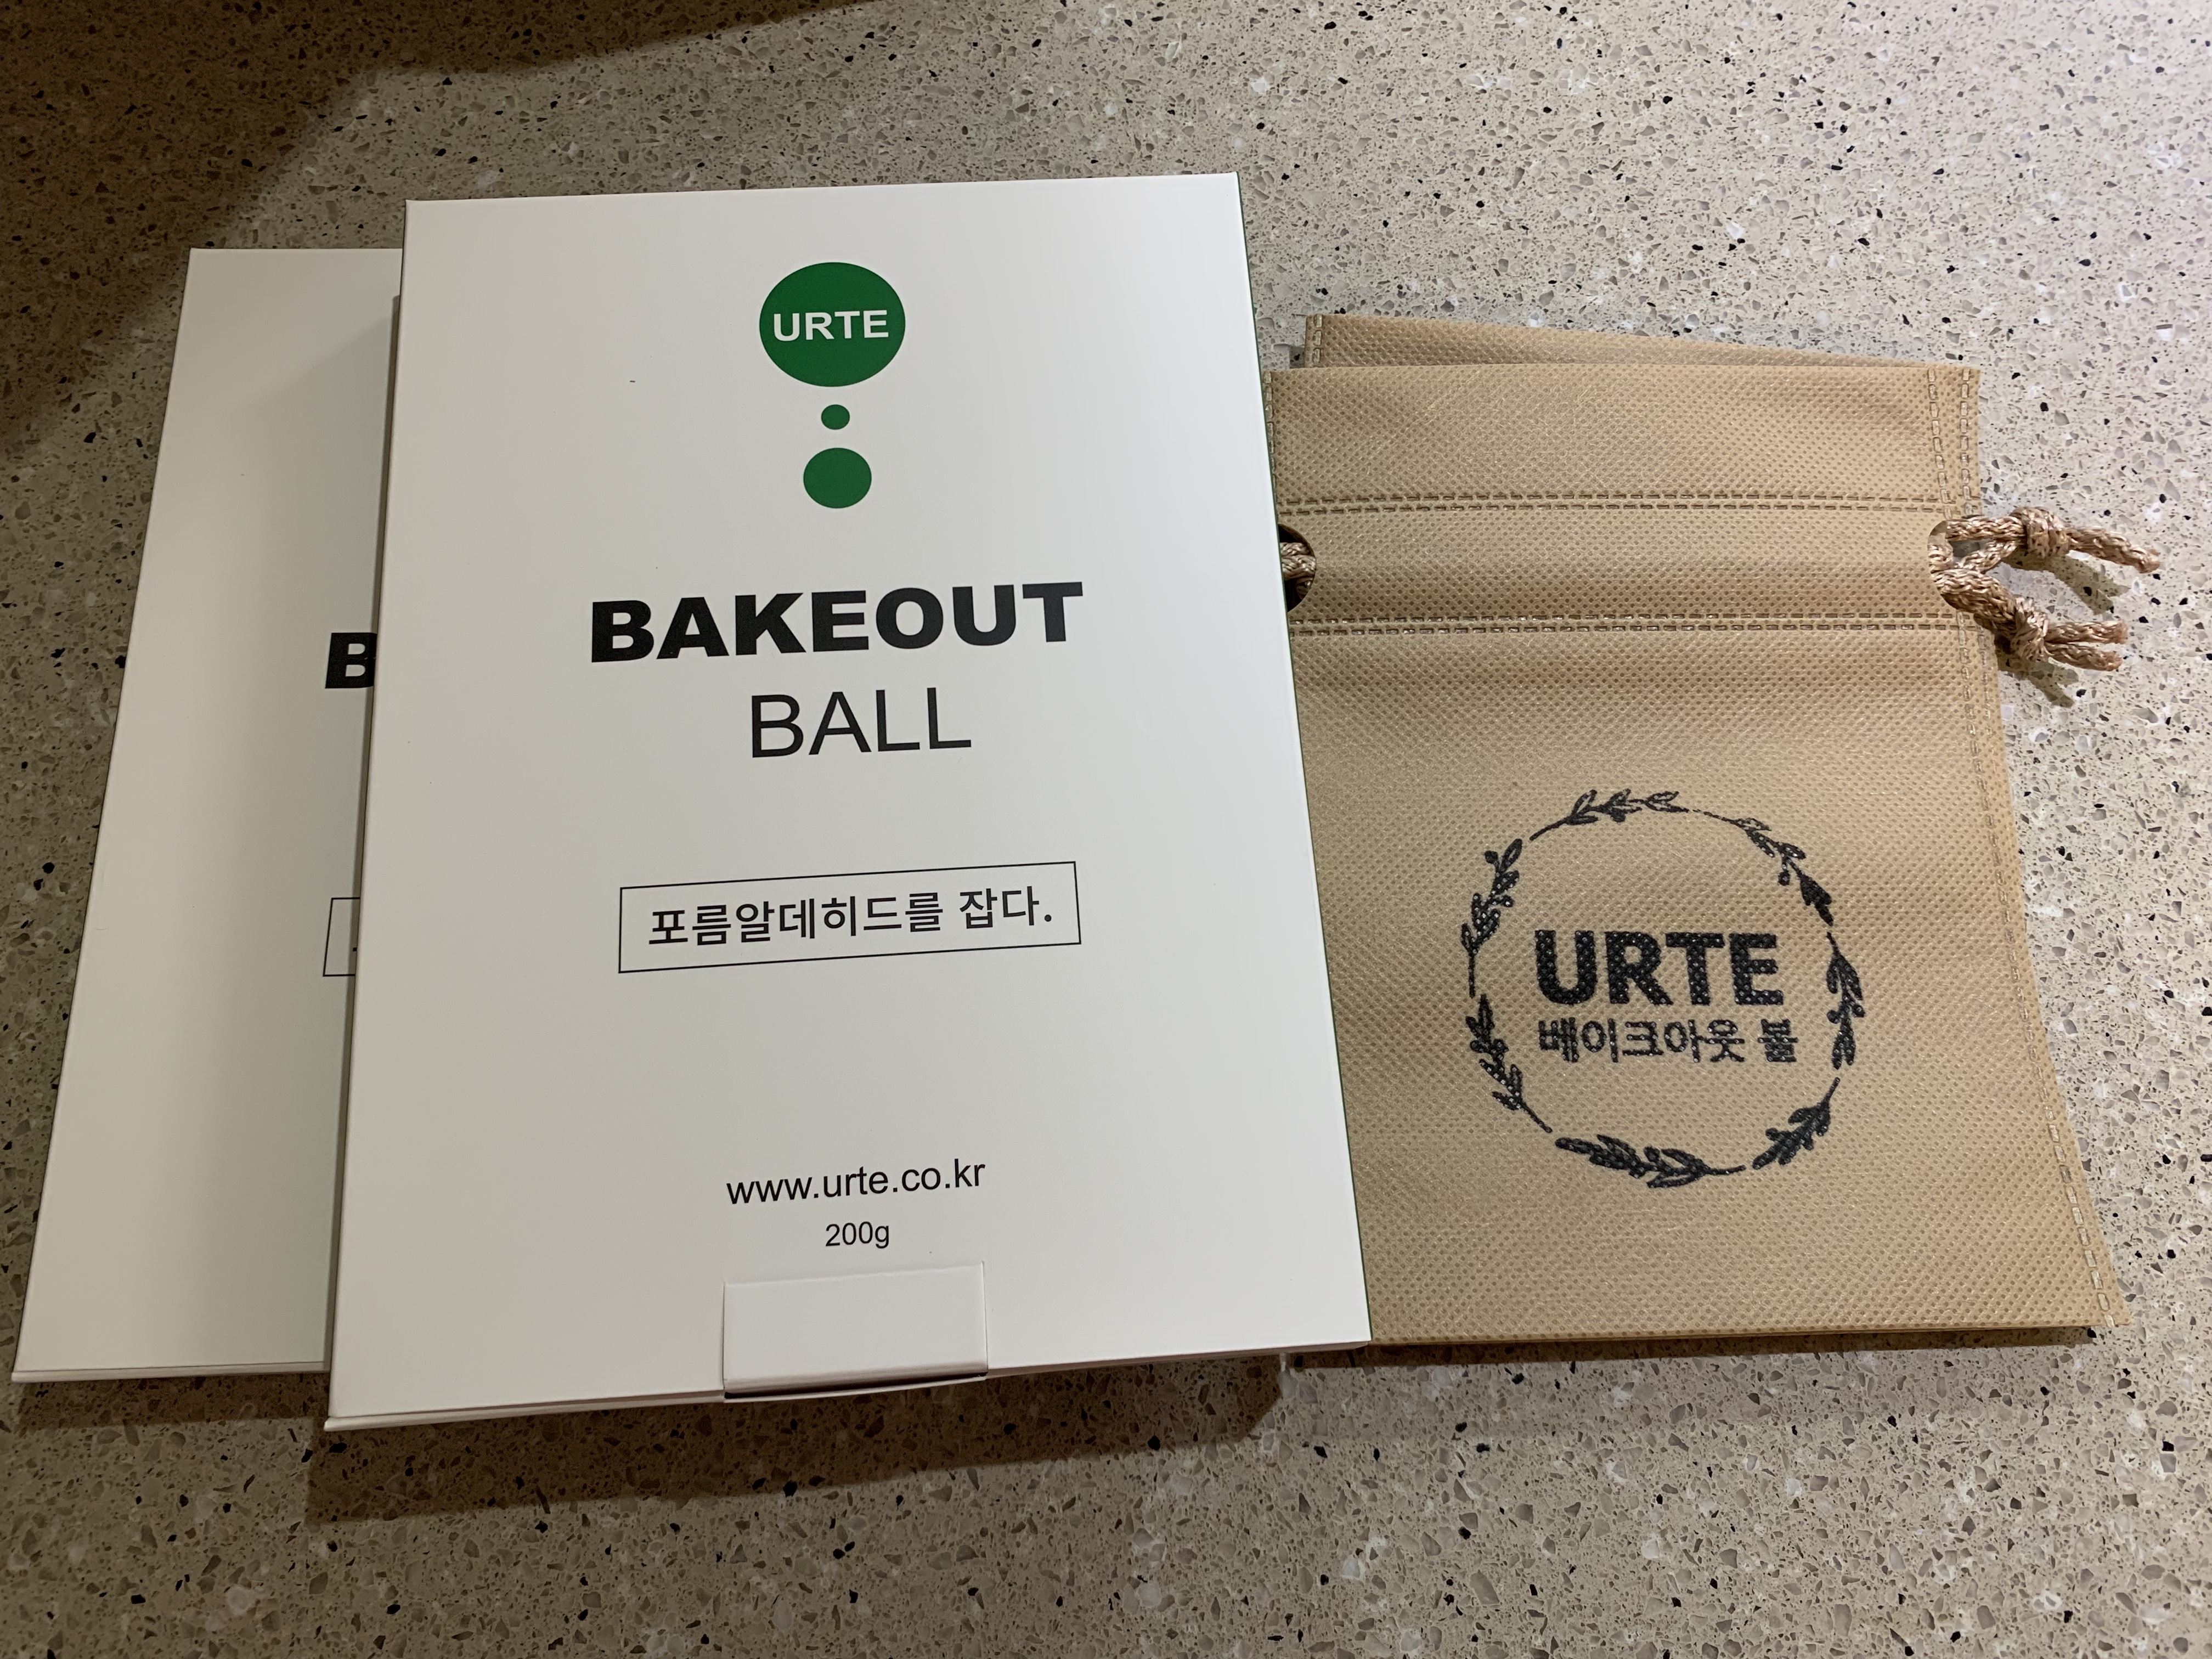 URTE
BAKEOUT
BALL
포름알데히드를 잡다.
www.urte.co.kr
200g
B
URTE
베이크아웃 볼